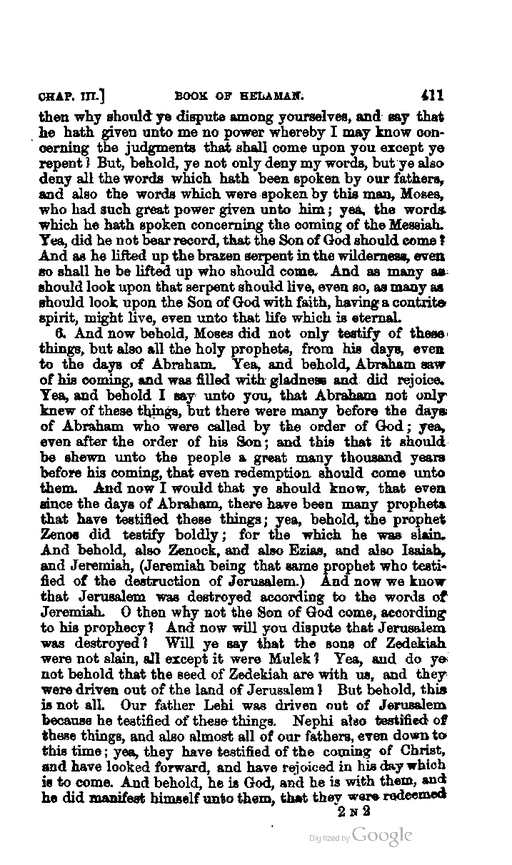 CHAP. III.] BOOK OF HELAMAN. 411
then why should ye dispute among yourselves, and say that
he hath given unto me no power whereby I may know con-
cerning the judgments that shall come upon you except ye
repent? But, behold, ye not only deny my words, but ye also
deny all the words which hath been spoken by our fathers,
and also the words which were spoken by this man, Moses,
who had such great power given unto him; yea, the words
which he hath spoken concerning the coming of the Messiah.
Yea, did he not bear record, that the Son of God should come?
And as he lifted up the brazen serpent in the wilderness, even
so shall he be lifted up who should come. And as many as
should look upon that serpent should live, even so, as many as
should look upon the Son of God with faith, having a contrite
spirit, might live, even unto that life which is eternal.
6. And now behold, Moses did not only testify of these
things, but also all the holy prophets, from his days, even
to the days of Abraham. Yea, and behold, Abraham saw
of his coming, and was filled with gladness and did rejoice.
Yea, and behold I say unto you, that Abraham not only
knew of these things, but there were many before the days
of Abraham who were called by the order of God; yea,
even after the order of his Son; and this that it should
be shewn unto the people a great many thousand years
before his coming, that even redemption should come unto
them. And now I would that ye should know, that even
since the days of Abraham, there have been many prophets
that have testified these things; yea, behold, the prophet
Zenos did testify boldly; for the which he was slain.
And behold, also Zenock, and also Ezias, and also Isaiah,
and Jeremiah, (Jeremiah being that same prophet who testi-
fied of the destruction of Jerusalem.) And now we know
that Jerusalem was destroyed according to the words of
Jeremiah. O then why not the Son of God come, according
to his prophecy? And now will you dispute that Jerusalem
was destroyed? Will ye say that the sons of Zedekiah
were not slain, all except it were Mulek? Yea, and do ye
not behold that the seed of Zedekiah are with us, and they
were driven out of the land of Jerusalem? But behold, this
is not all. Our father Lehi was driven out of Jerusalem
because he testified of these things. Nephi also testified of
these things, and also almost all of our fathers, even down to
this time; yea, they have testified of the coming of Christ,
and have looked forward, and have rejoiced in his day which
is to come. And behold, he is God, and he is with them, and
he did manifest himself unto them, that they were redeemed
2 N 2
Digitized by Google